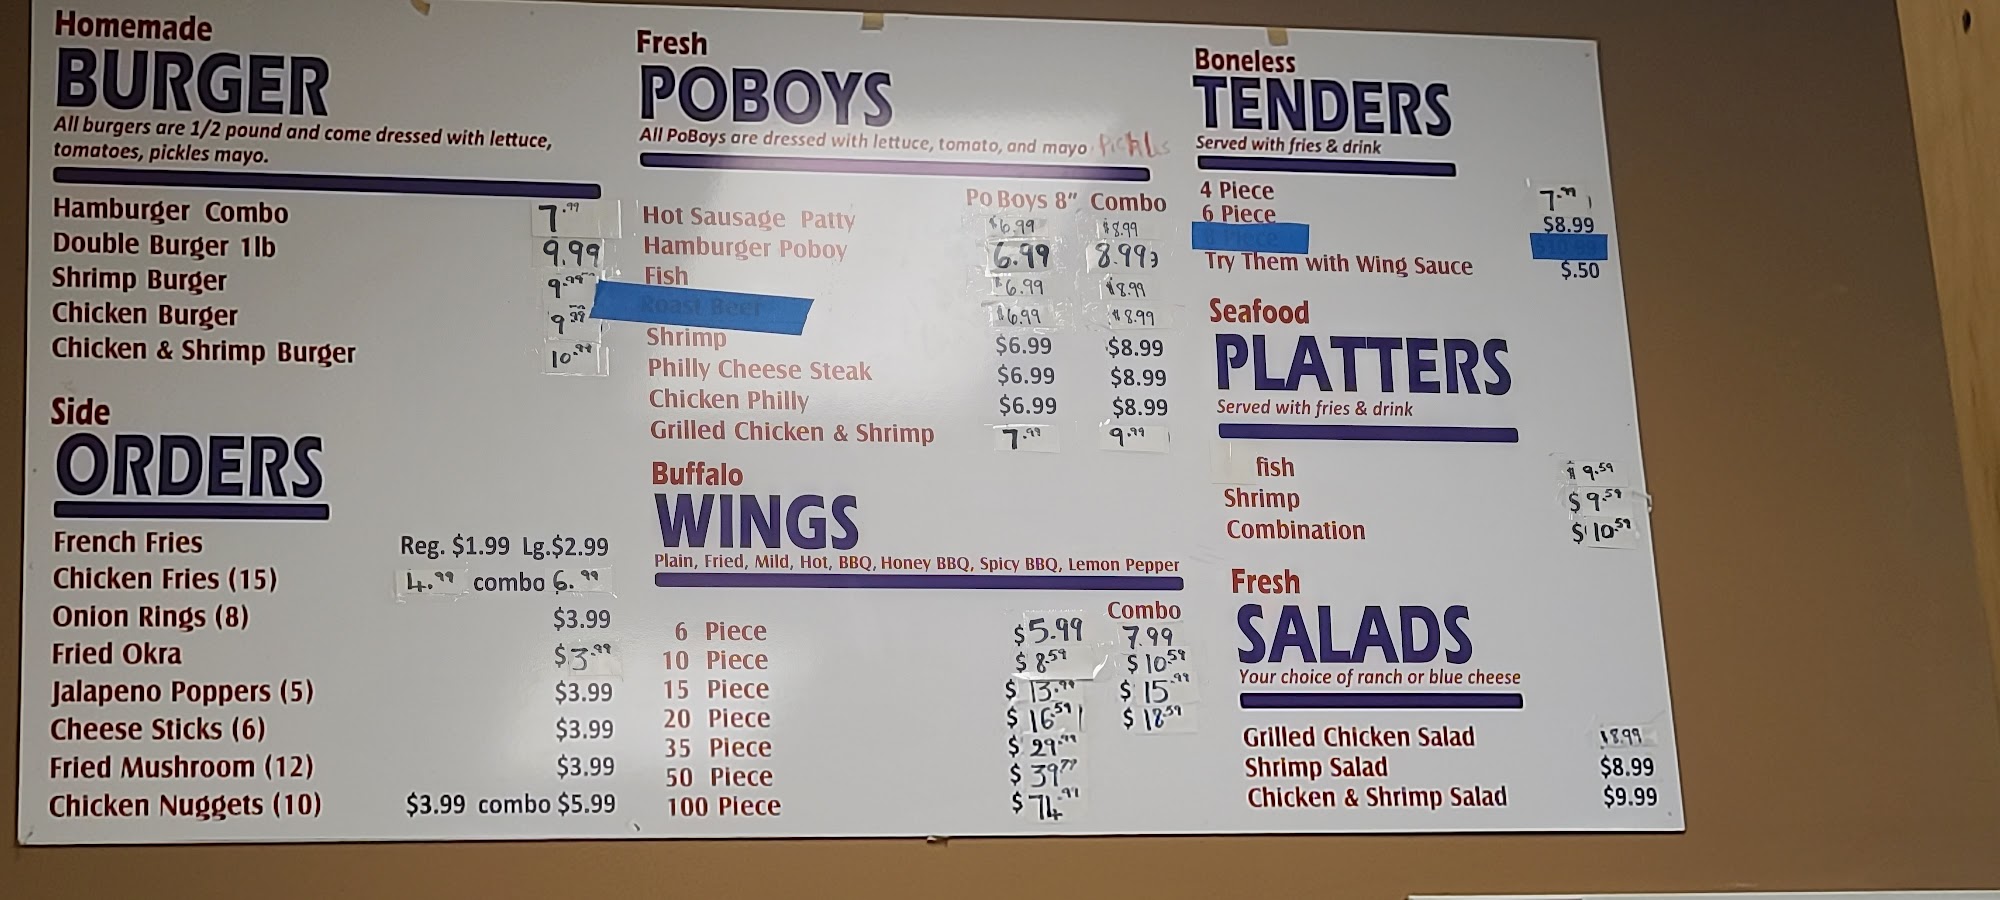 Homemade
BURGER
All burgers are 1/2 pound and come dressed with lettuce,
tomatoes, pickles mayo.
Hamburger Combo 7.99
Double Burger 1lb 9.99
Shrimp Burger 9.99
Chicken Burger 9
Chicken & Shrimp Burger 10.99
Side
ORDERS
French Fries Reg. $1.99 Lg.$2.99
Chicken Fries (15) 4.99 combo 6.99
Onion Rings (8) $3.99
Fried Okra $3.99
Jalapeno Poppers (5) $3.99
Cheese Sticks (6) $3.99
Fried Mushroom (12) $3.99
Chicken Nuggets (10) $3.99 combo $5.99
Fresh
POBOYS
All PoBoys are dressed with lettuce, tomato, and mayo Pickls
Po Boys 8" Combo
Hot Sausage Patty $6.99 $8.99
Hamburger Poboy 6.99 8.99
Fish $6.99 $8.99
Roast Beef $6.99 $8.99
Shrimp $6.99 $8.99
Philly Cheese Steak $6.99 $8.99
Chicken Philly $6.99 $8.99
Grilled Chicken & Shrimp 7.99 9.99
Buffalo
WINGS
Plain, Fried, Mild, Hot, BBQ, Honey BBQ, Spicy BBQ, Lemon Pepper
Combo
6 Piece $5.99 7.99
10 Piece $8.59 $10.59
15 Piece $13.99 $15.99
20 Piece $16.59 $18.59
35 Piece $29.99
50 Piece $39
100 Piece $74.99
Boneless
TENDERS
Served with fries & drink
4 Piece 7.99
6 Piece $8.99
Piece
Try Them with Wing Sauce $.50
Seafood
PLATTERS
Served with fries & drink
fish $9.59
Shrimp $9.59
Combination $10.59
Fresh
SALADS
Your choice of ranch or blue cheese
Grilled Chicken Salad $8.99
Shrimp Salad $8.99
Chicken & Shrimp Salad $9.99